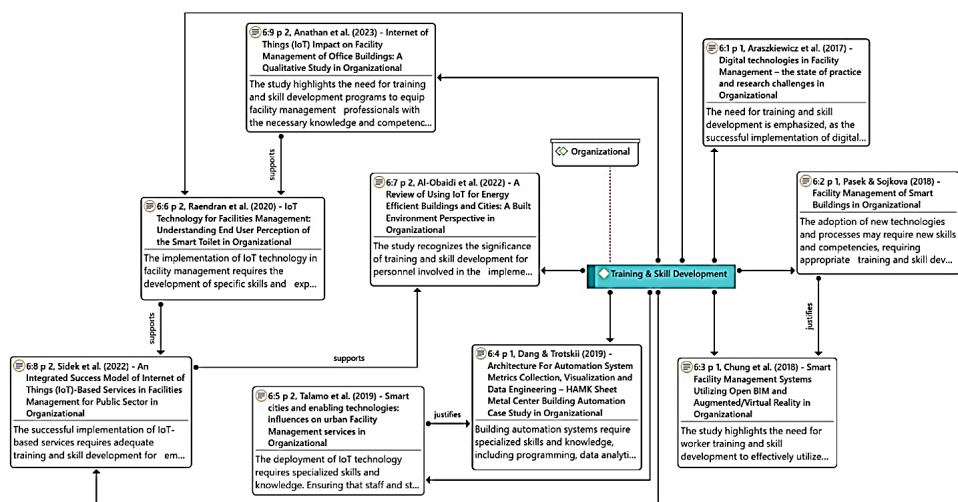 6:9 p 2, Anathan et al. (2023) - Internet of
Things (IoT) Impact on Facility
Management of Office Buildings: A
Qualitative Study in Organizational
The study highlights the need for training
and skill development programs to equip
facility management professionals with
the necessary knowledge and competenc...
6:1 p 1, Araszkiewicz et al. (2017) -
Digital technologies in Facility
Management – the state of practice
and research challenges in
Organizational
The need for training and skill
development is emphasized, as the
successful implementation of digital...
supports
Organizational
6:7 p 2, Al-Obaidi et al. (2022) - A
Review of Using IoT for Energy
Efficient Buildings and Cities: A Built
Environment Perspective in
Organizational
The study recognizes the significance
of training and skill development for
personnel involved in the impleme...
6:2 p 1, Pasek & Sojkova (2018) -
Facility Management of Smart
Buildings in Organizational
The adoption of new technologies
and processes may require new skills
and competencies, requiring
appropriate training and skill dev...
6:6 p 2, Raendran et al. (2020) - IoT
Technology for Facilities Management:
Understanding End User Perception of
the Smart Toilet in Organizational
The implementation of IoT technology
in facility management requires the
development of specific skills and exp...
Training & Skill Development
supports
justifies
supports
6:8 p 2, Sidek et al. (2022) - An
Integrated Success Model of Internet of
Things (IoT)-Based Services in Facilities
Management for Public Sector in
Organizational
The successful implementation of IoT-
based services requires adequate
training and skill development for em...
6:5 p 2, Talamo et al. (2019) - Smart
cities and enabling technologies:
Influences on urban Facility
Management services in
Organizational
The deployment of IoT technology
requires specialized skills and
knowledge. Ensuring that staff and st...
justifies
6:4 p 1, Dang & Trotskii (2019) -
Architecture For Automation System
Metrics Collection, Visualization and
Data Engineering – HAMK Sheet
Metal Center Building Automation
Case Study in Organizational
Building automation systems require
specialized skills and knowledge,
including programming, data analyti...
6:3 p 1, Chung et al. (2018) - Smart
Facility Management Systems
Utilizing Open BIM and
Augmented/Virtual Reality in
Organizational
The study highlights the need for
worker training and skill
development to effectively utilize...